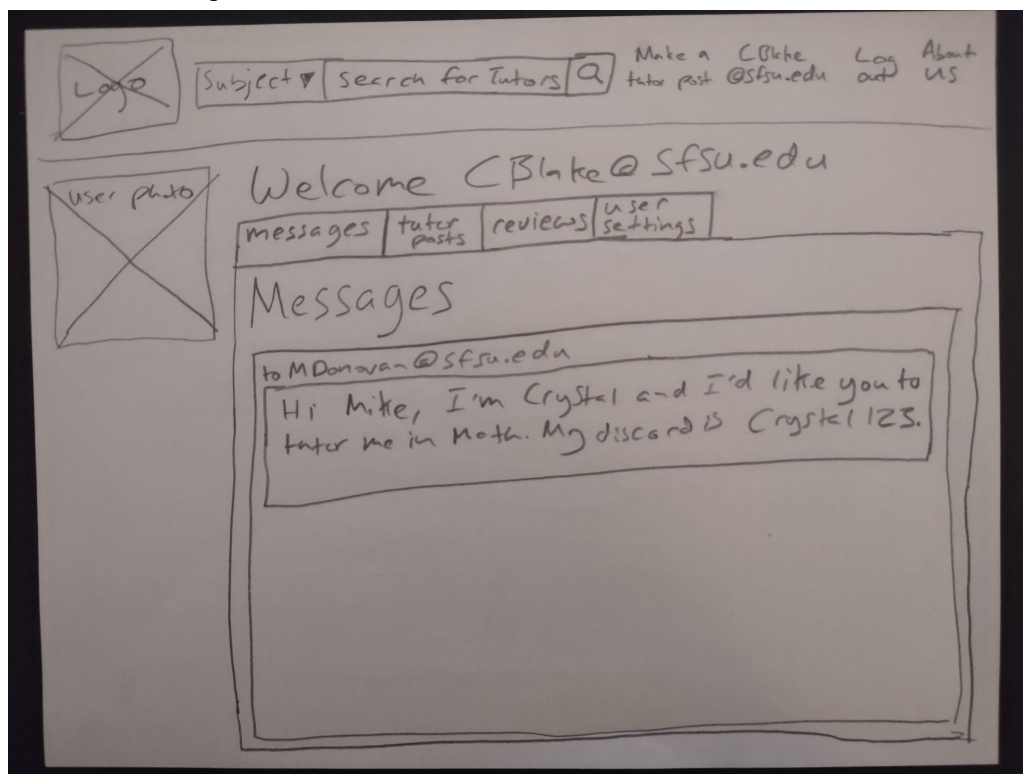 Logo
Subject ▼ Search for Tutors
Make a tutor post
CBlake @sfsu.edu
Log out
About us
user photo
Welcome CBlake@sfsu.edu
messages
tutor posts
reviews
user settings
Messages
to MDonovan@sfsu.edu
Hi Mike, I'm Crystal and I'd like you to
tutor me in Math. My discord is Crystal123.